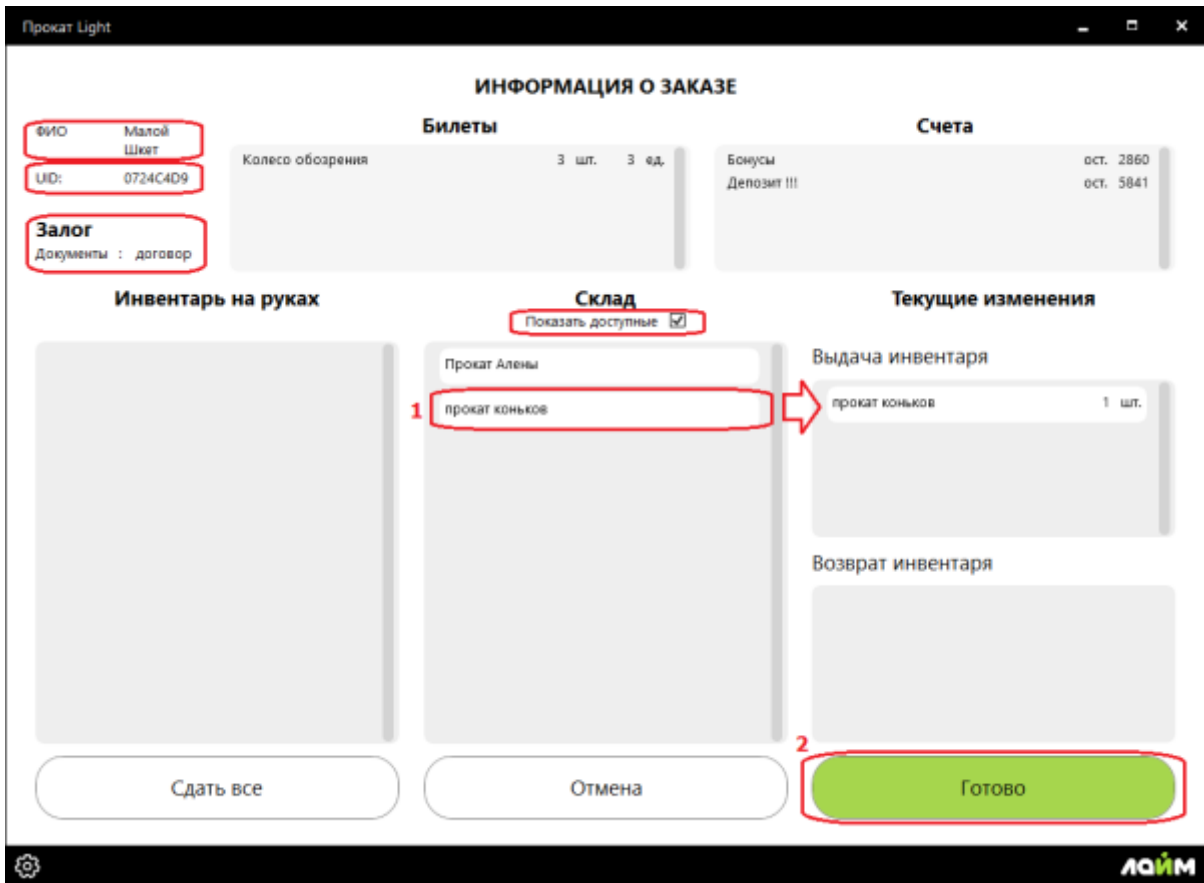 Прокат Light
ИНФОРМАЦИЯ О ЗАКАЗЕ
ФИО Малой
Шкет
UID: 0724C4D9
Залог
Документы : договор
Билеты
Колесо обозрения 3 шт. 3 ед.
Счета
Бонусы ост. 2860
Депозит !!! ост. 5841
Инвентарь на руках
Склад
Показать доступные
Прокат Алены
1 прокат коньков
Текущие изменения
Выдача инвентаря
прокат коньков 1 шт.
Возврат инвентаря
2
Сдать все
Отмена
Готово
лайм